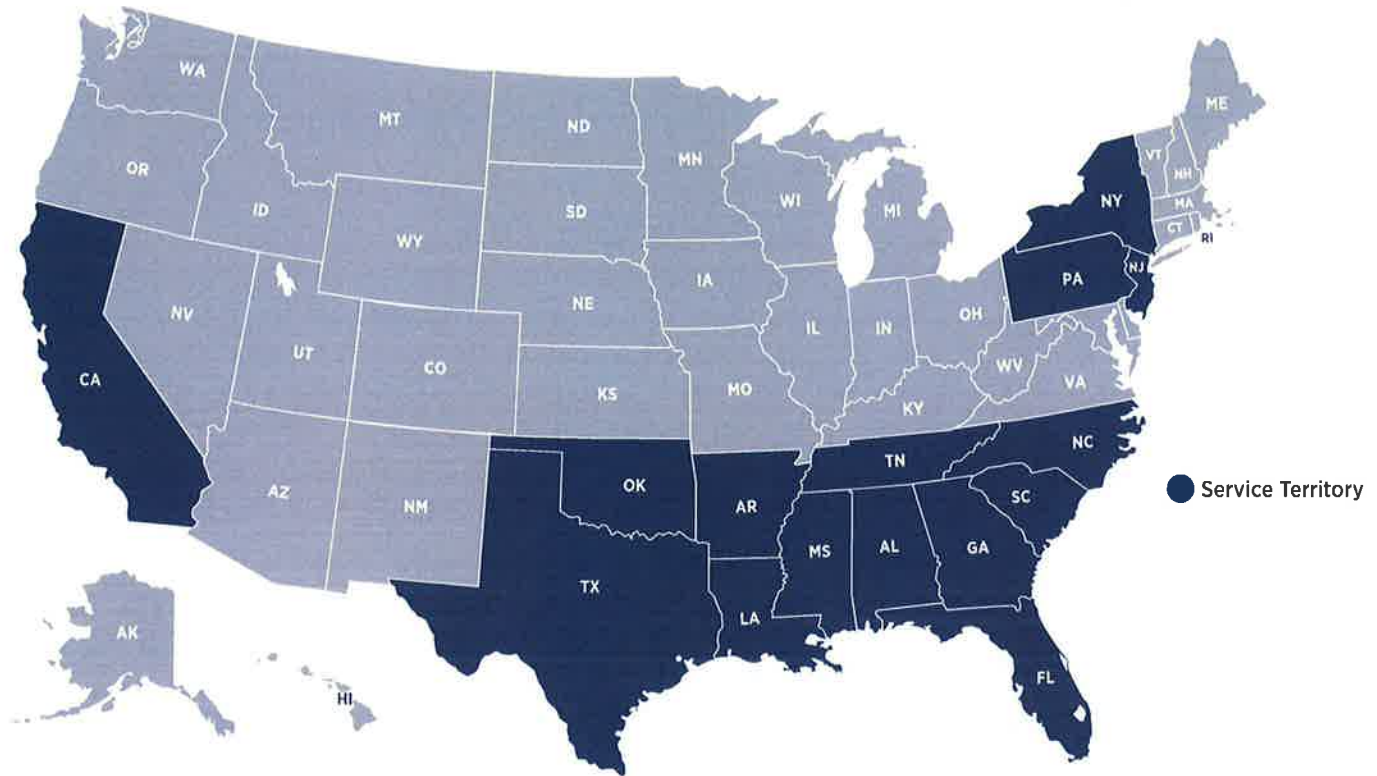 WA
MT
ND
MN
ME
OR
ID
SD
WI
MI
VT
NH
NY
MA
CT
RI
WY
IA
NE
PA
NJ
NV
UT
CO
IL
IN
OH
WV
VA
KS
MO
KY
CA
AZ
NM
OK
AR
TN
NC
SC
MS
AL
GA
TX
LA
FL
AK
HI
Service Territory